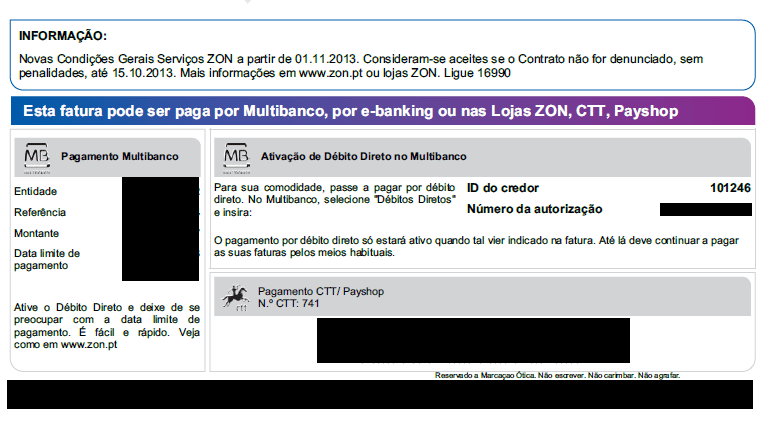 INFORMAÇÃO:
Novas Condições Gerais Serviços ZON a partir de 01.11.2013. Consideram-se aceites se o Contrato não for denunciado, sem
penalidades, até 15.10.2013. Mais informações em www.zon.pt ou lojas ZON. Ligue 16990
Esta fatura pode ser paga por Multibanco, por e-banking ou nas Lojas ZON, CTT, Payshop
MB
Pagamento Multibanco
Entidade
Referência
Montante
Data limite de
pagamento
Ative o Débito Direto e deixe de se
preocupar com a data limite de
pagamento. É fácil e rápido. Veja
como em www.zon.pt
MB
Ativação de Débito Direto no Multibanco
Para sua comodidade, passe a pagar por débito
direto. No Multibanco, selecione "Débitos Diretos"
e insira:
ID do credor 101246
Número da autorização
O pagamento por débito direto só estará ativo quando tal vier indicado na fatura. Até lá deve continuar a pagar
as suas faturas pelos meios habituais.
ctt
Pagamento CTT/ Payshop
N.º CTT: 741
Reservado a Marcaçao Ótica. Não escrever. Não carimbar. Não agrafar.